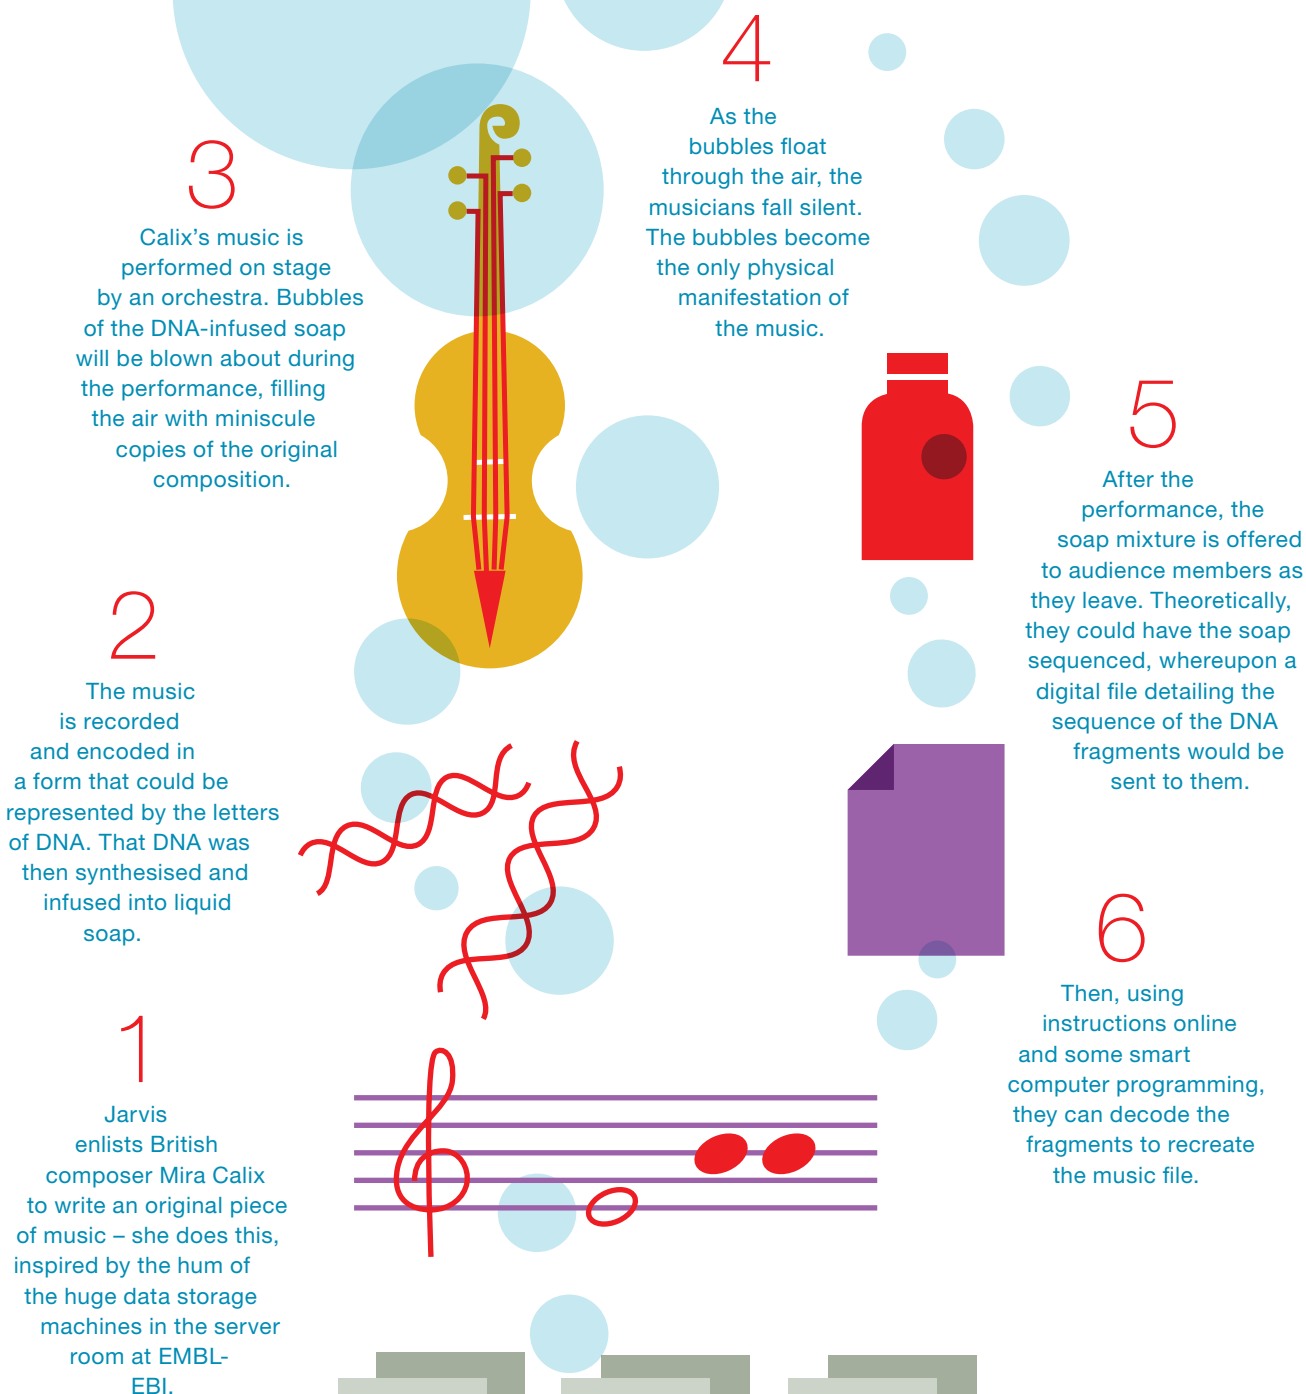 1
Jarvis
enlists British
composer Mira Calix
to write an original piece
of music – she does this,
inspired by the hum of
the huge data storage
machines in the server
room at EMBL-
EBI.
2
The music
is recorded
and encoded in
a form that could be
represented by the letters
of DNA. That DNA was
then synthesised and
infused into liquid
soap.
3
Calix’s music is
performed on stage
by an orchestra. Bubbles
of the DNA-infused soap
will be blown about during
the performance, filling
the air with miniscule
copies of the original
composition.
4
As the
bubbles float
through the air, the
musicians fall silent.
The bubbles become
the only physical
manifestation of
the music.
5
After the
performance, the
soap mixture is offered
to audience members as
they leave. Theoretically,
they could have the soap
sequenced, whereupon a
digital file detailing the
sequence of the DNA
fragments would be
sent to them.
6
Then, using
instructions online
and some smart
computer programming,
they can decode the
fragments to recreate
the music file.